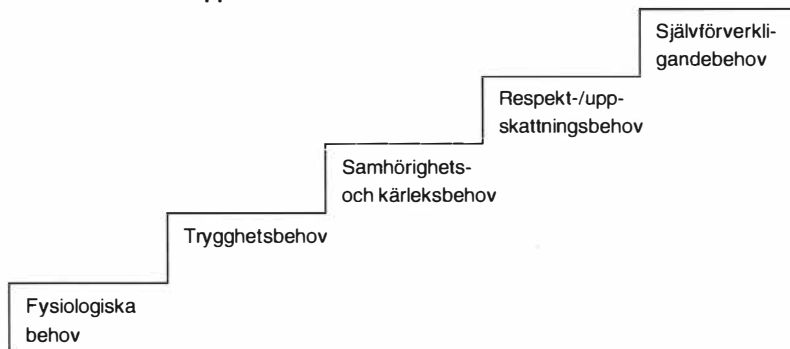 Självförverkli-
gandebehov
Respekt-/upp-
skattningsbehov
Samhörighets-
och kärleksbehov
Trygghetsbehov
Fysiologiska
behov